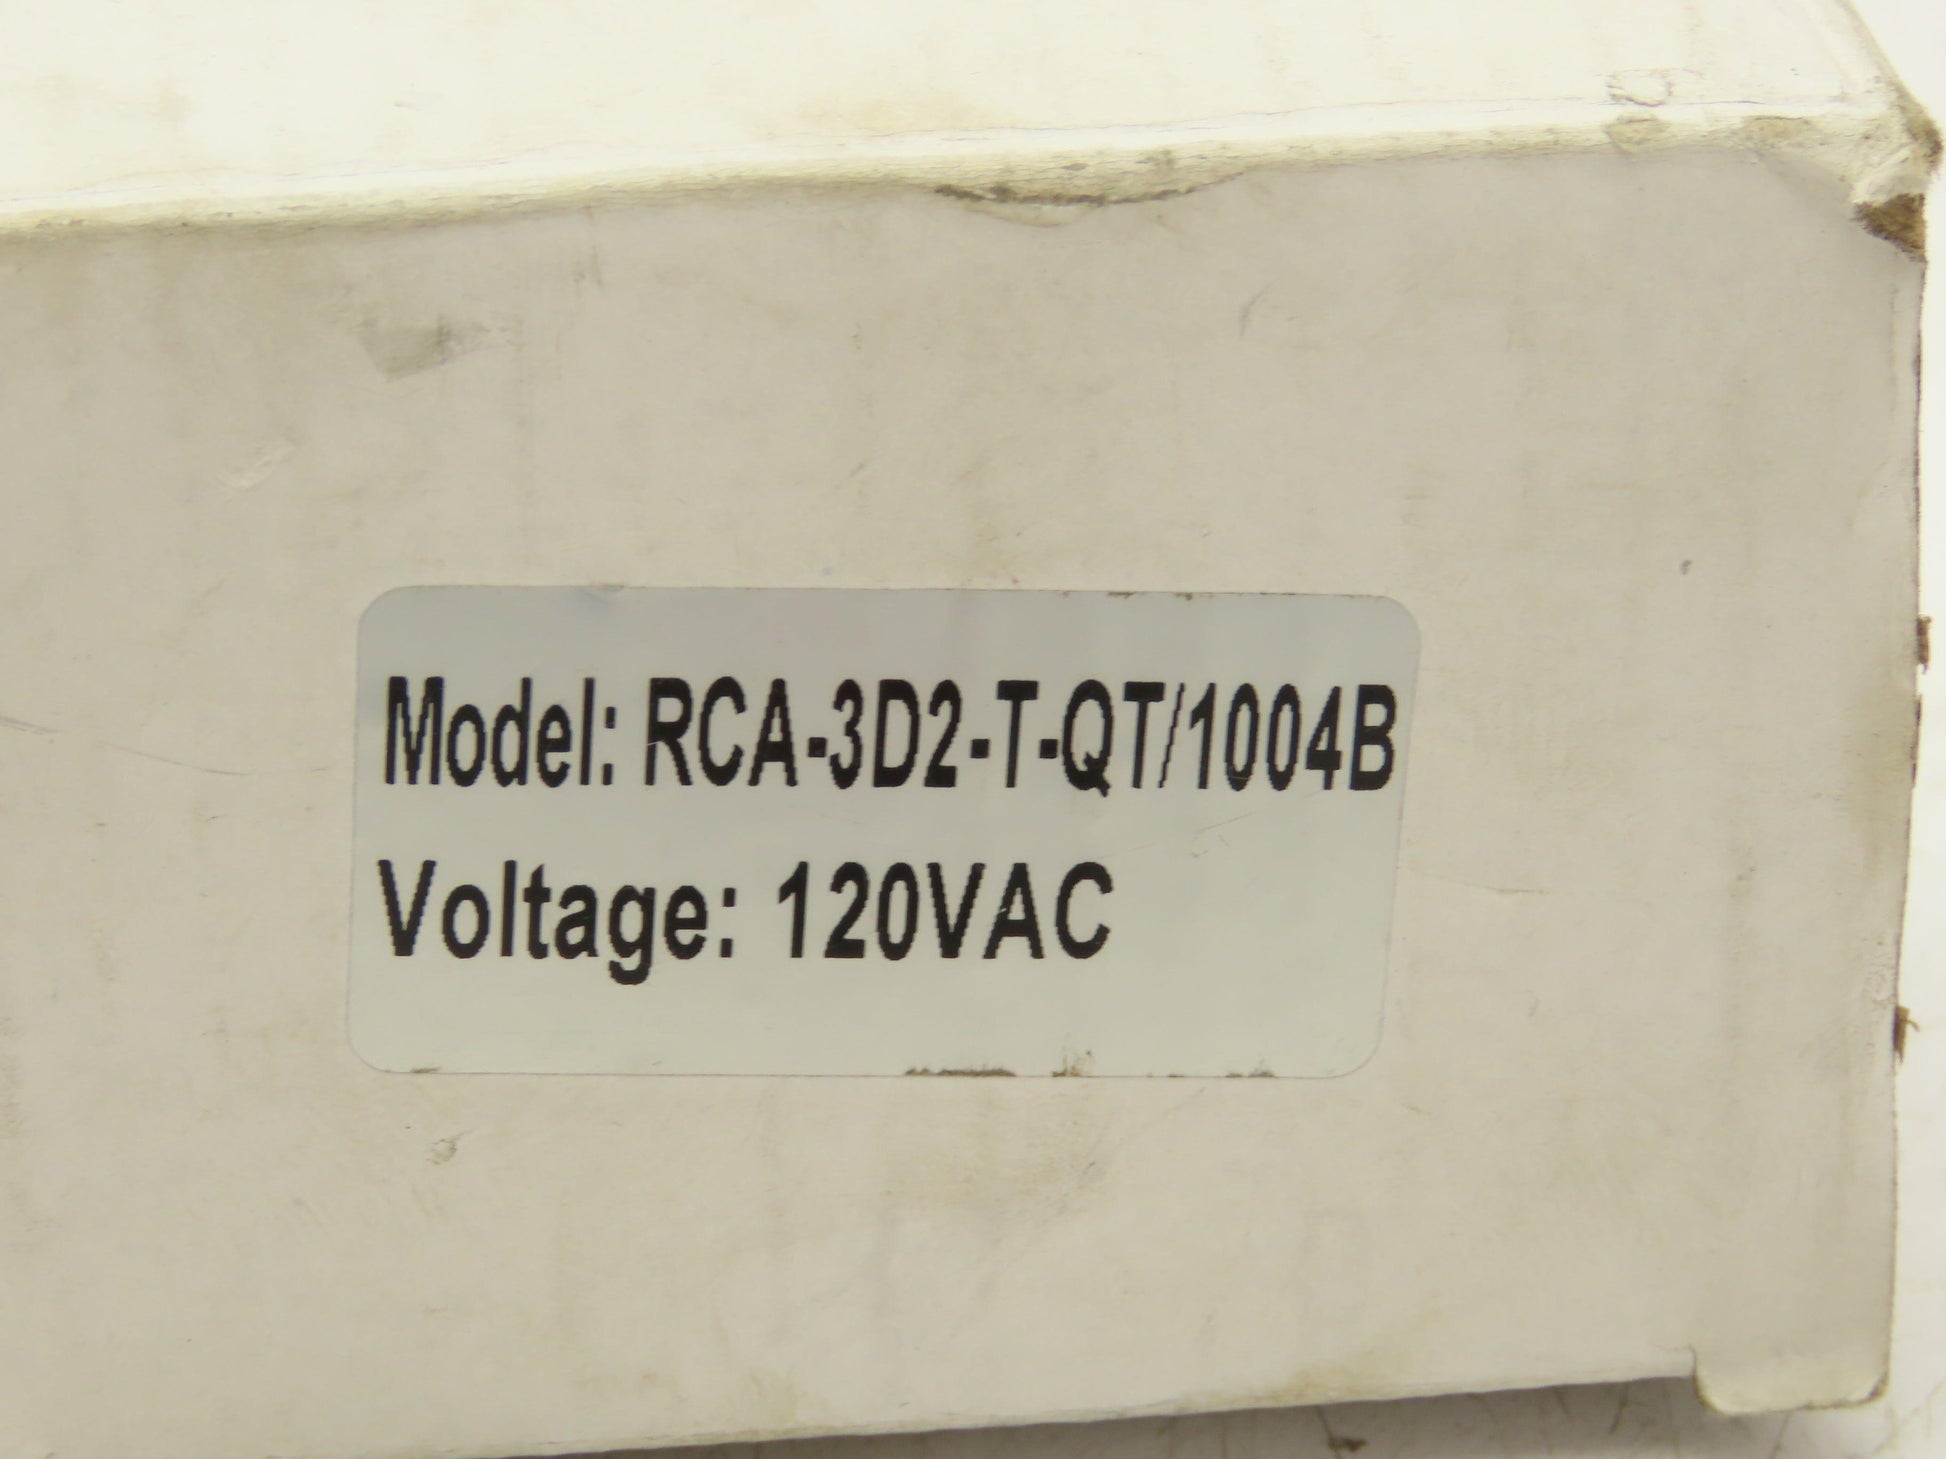 Model: RCA-3D2-T-QT/1004B
Voltage: 120VAC